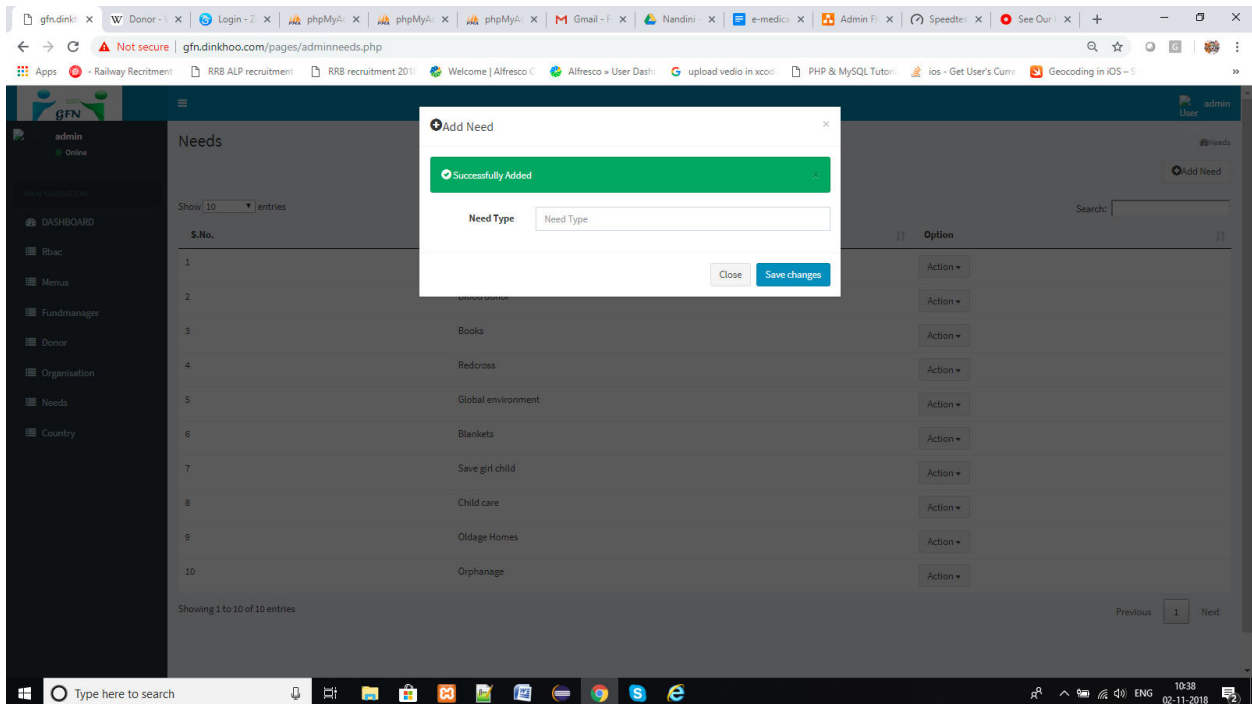 gfn.dinkh
Donor -
Login - Z
phpMyA
phpMyA
phpMyA
Gmail - F
Nandini -
e-medica
Admin Fl
Speedtes
See Our L
Not secure | gfn.dinkhoo.com/pages/adminneeds.php
Apps
- Railway Recritment
RRB ALP recruitment
RRB recruitment 201
Welcome | Alfresco
Alfresco » User Dash
upload vedio in xcod
PHP & MySQL Tutori
ios - Get User's Curre
Geocoding in iOS – S
GFN
User admin
admin
Online
MAIN NAVIGATION
DASHBOARD
Rbac
Menus
Fundmanager
Donor
Organisation
Needs
Country
Needs
Needs
Add Need
Add Need
×
Successfully Added
×
Need Type Need Type
Close Save changes
Show 10 entries
Search:
S.No. Option
1 Action
2 Blood donor Action
3 Books Action
4 Redcross Action
5 Global environment Action
6 Blankets Action
7 Save girl child Action
8 Child care Action
9 Oldage Homes Action
10 Orphanage Action
Showing 1 to 10 of 10 entries
Previous 1 Next
Type here to search
ENG
10:38
02-11-2018
2